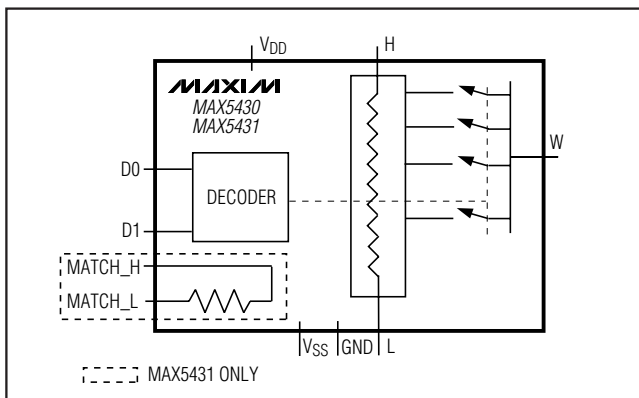 VDD
H
MAXIM
MAX5430
MAX5431
W
D0
DECODER
D1
MATCH_H
MATCH_L
VSS
GND
L
MAX5431 ONLY